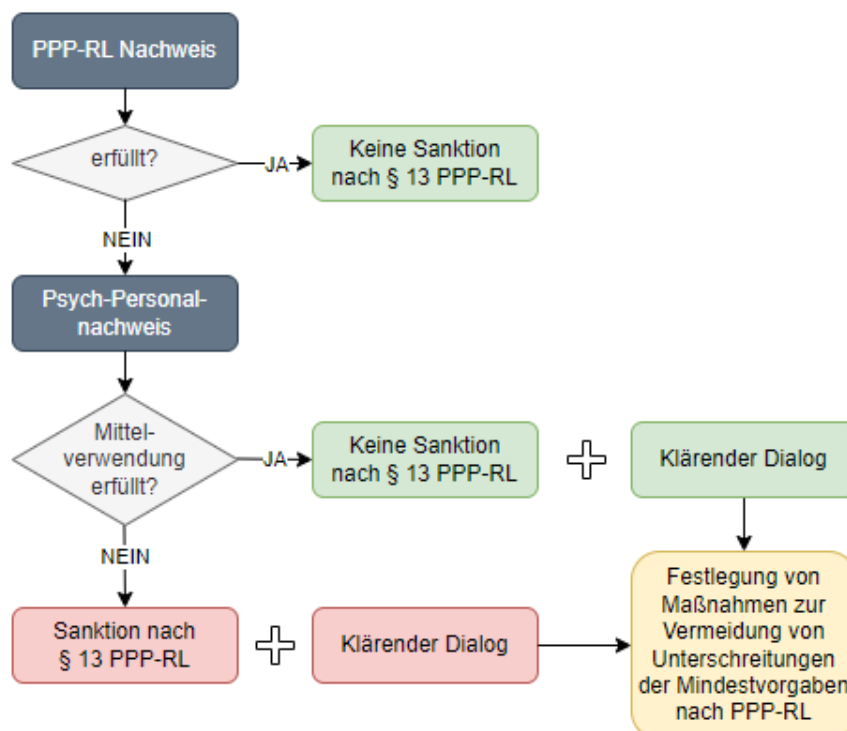 PPP-RL Nachweis
erfüllt?
JA
Keine Sanktion
nach § 13 PPP-RL
NEIN
Psych-Personal-
nachweis
Mittel-
verwendung
erfüllt?
JA
Keine Sanktion
nach § 13 PPP-RL
Klärender Dialog
NEIN
Sanktion nach
§ 13 PPP-RL
Klärender Dialog
Festlegung von
Maßnahmen zur
Vermeidung von
Unterschreitungen
der Mindestvorgaben
nach PPP-RL